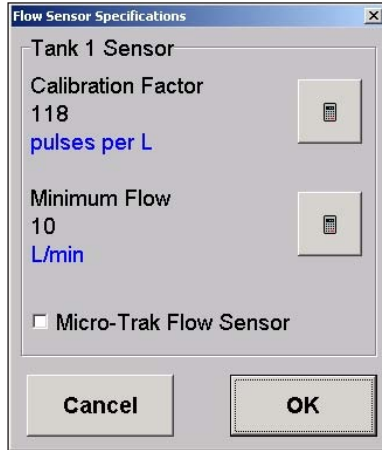 Flow Sensor Specifications
Tank 1 Sensor
Calibration Factor
118
pulses per L
Minimum Flow
10
L/min
Micro-Trak Flow Sensor
Cancel
OK